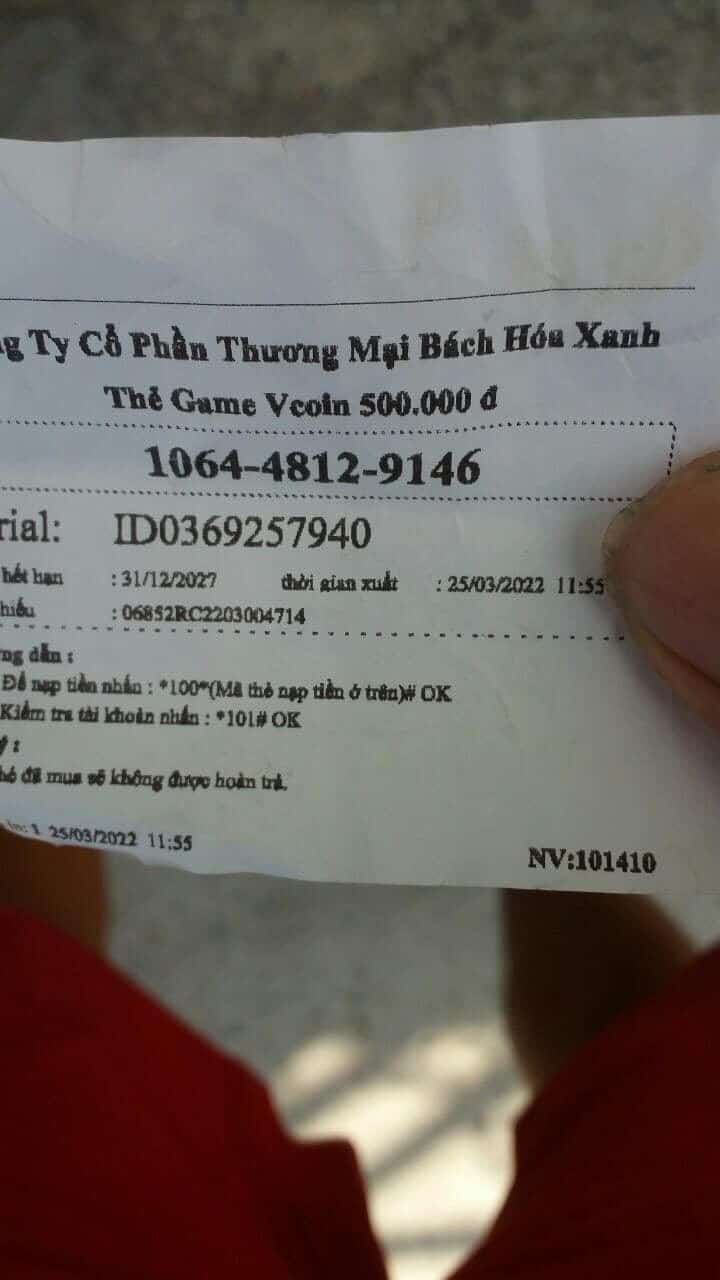 g Ty Cổ Phần Thương Mại Bách Hóa Xanh
Thẻ Game Vcoin 500.000 đ
1064-4812-9146
rial: ID0369257940
hết hạn : 31/12/2027 thời gian xuất : 25/03/2022 11:55
hiếu : 06852RC2203004714
ng dẫn :
Để nạp tiền nhấn : *100*(Mã thẻ nạp tiền ở trên)# OK
Kiểm tra tài khoản nhấn : *101# OK
ý :
hẻ đã mua sẽ không được hoàn trả.
in: 1 25/03/2022 11:55
NV:101410